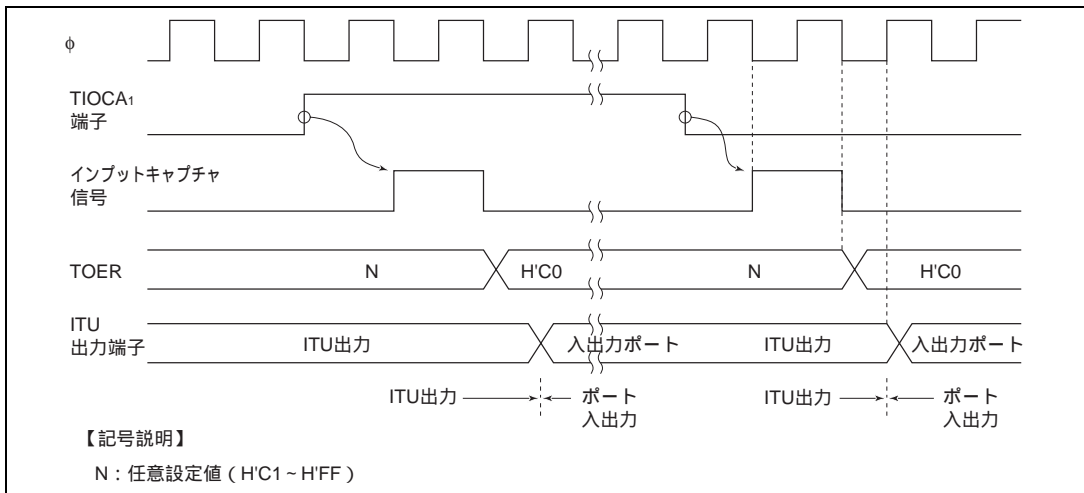 φ
TIOCA1
端子
インプットキャプチャ
信号
TOER
N
H'C0
N
H'C0
ITU
出力端子
ITU出力
入出力ポート
ITU出力
入出力ポート
ITU出力
ポート
入出力
ITU出力
ポート
入出力
【記号説明】
N：任意設定値（H'C1～H'FF）